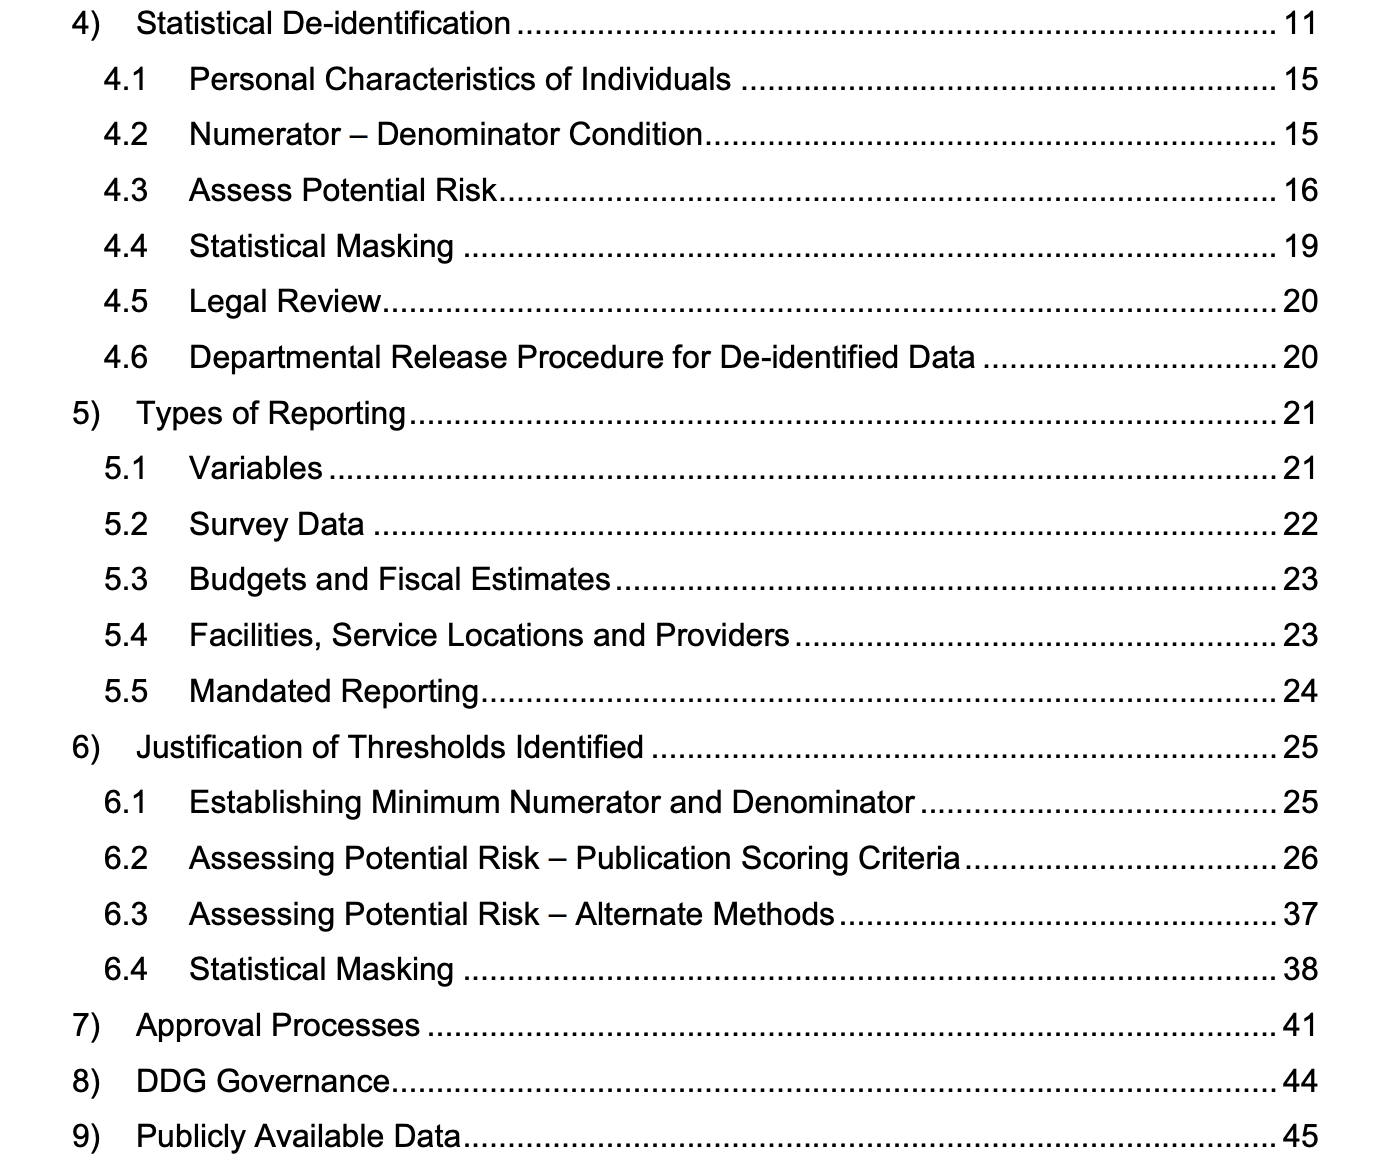 4) Statistical De-identification ........ 11
4.1 Personal Characteristics of Individuals ........ 15
4.2 Numerator – Denominator Condition ........ 15
4.3 Assess Potential Risk ........ 16
4.4 Statistical Masking ........ 19
4.5 Legal Review ........ 20
4.6 Departmental Release Procedure for De-identified Data ........ 20
5) Types of Reporting ........ 21
5.1 Variables ........ 21
5.2 Survey Data ........ 22
5.3 Budgets and Fiscal Estimates ........ 23
5.4 Facilities, Service Locations and Providers ........ 23
5.5 Mandated Reporting ........ 24
6) Justification of Thresholds Identified ........ 25
6.1 Establishing Minimum Numerator and Denominator ........ 25
6.2 Assessing Potential Risk – Publication Scoring Criteria ........ 26
6.3 Assessing Potential Risk – Alternate Methods ........ 37
6.4 Statistical Masking ........ 38
7) Approval Processes ........ 41
8) DDG Governance ........ 44
9) Publicly Available Data ........ 45